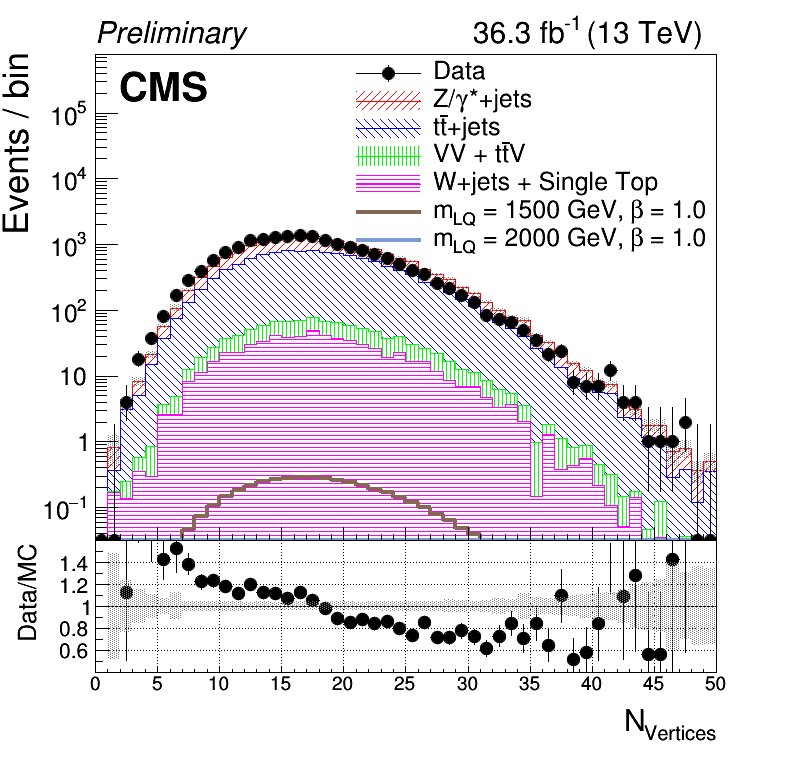 Preliminary 36.3 fb⁻¹ (13 TeV)
CMS
Data
Z/γ*+jets
tt̄+jets
VV + tt̄V
W+jets + Single Top
m_LQ = 1500 GeV, β = 1.0
m_LQ = 2000 GeV, β = 1.0
Events / bin
10⁵
10⁴
10³
10²
10
1
10⁻¹
Data/MC
1.4
1.2
1
0.8
0.6
0 5 10 15 20 25 30 35 40 45 50
N_Vertices